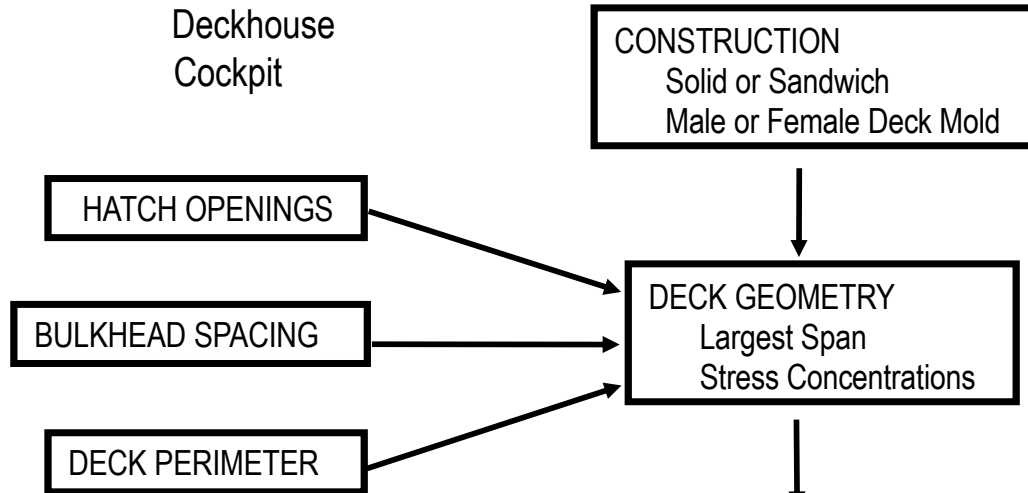 Deckhouse
Cockpit
CONSTRUCTION
Solid or Sandwich
Male or Female Deck Mold
HATCH OPENINGS
DECK GEOMETRY
Largest Span
Stress Concentrations
BULKHEAD SPACING
DECK PERIMETER